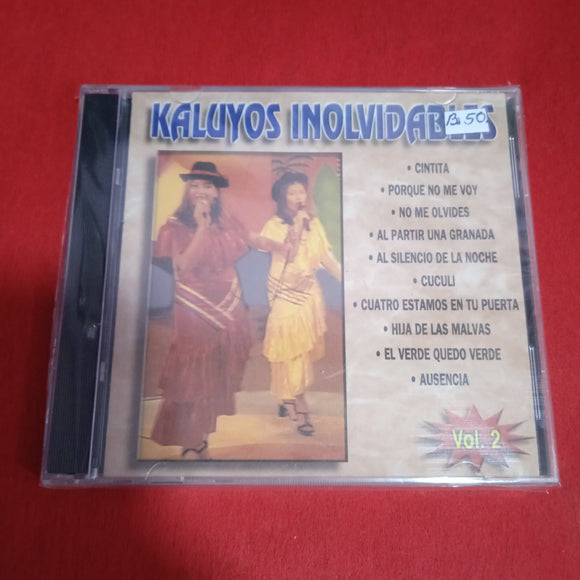 KALUYOS INOLVIDABLES
Bs 50
• CINTITA
• PORQUE NO ME VOY
• NO ME OLVIDES
• AL PARTIR UNA GRANADA
• AL SILENCIO DE LA NOCHE
• CUCULI
• CUATRO ESTAMOS EN TU PUERTA
• HIJA DE LAS MALVAS
• EL VERDE QUEDO VERDE
• AUSENCIA
Vol. 2